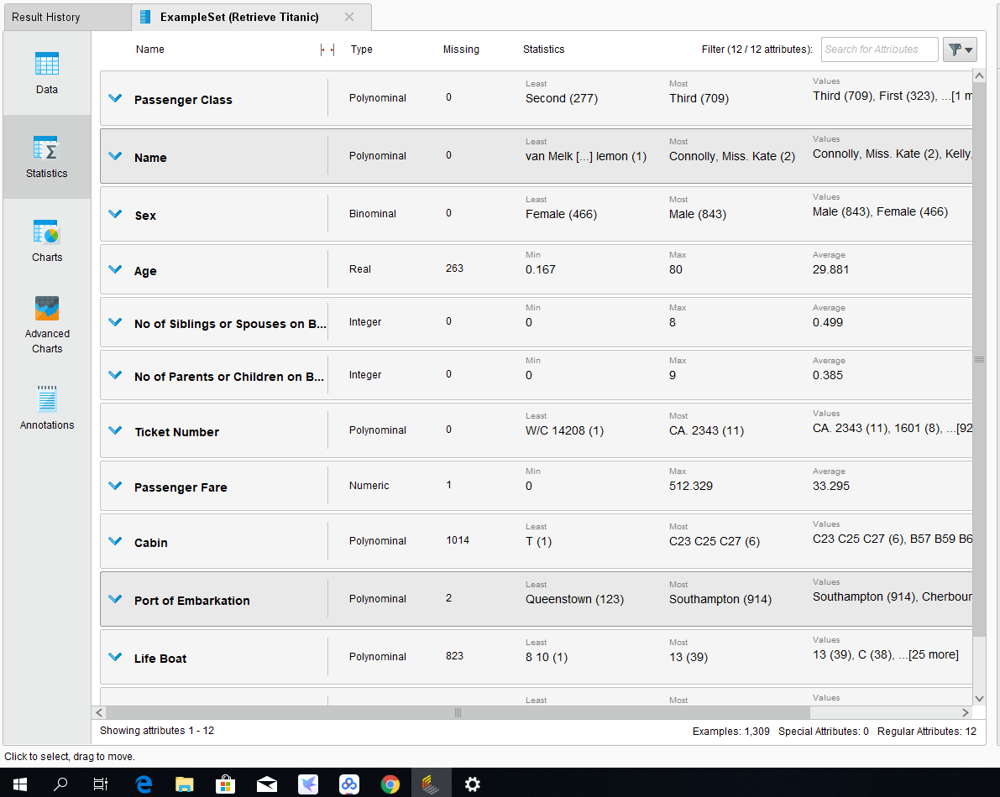 Result History
ExampleSet (Retrieve Titanic)
Name Type Missing Statistics Filter (12 / 12 attributes): Search for Attributes
Data
Statistics
Charts
Advanced
Charts
Annotations
Least Most Values
Passenger Class Polynominal 0 Second (277) Third (709) Third (709), First (323), ...[1 m
Least Most Values
Name Polynominal 0 van Melk [...] lemon (1) Connolly, Miss. Kate (2) Connolly, Miss. Kate (2), Kelly,
Least Most Values
Sex Binominal 0 Female (466) Male (843) Male (843), Female (466)
Min Max Average
Age Real 263 0.167 80 29.881
Min Max Average
No of Siblings or Spouses on B... Integer 0 0 8 0.499
Min Max Average
No of Parents or Children on B... Integer 0 0 9 0.385
Least Most Values
Ticket Number Polynominal 0 W/C 14208 (1) CA. 2343 (11) CA. 2343 (11), 1601 (8), ...[92
Min Max Average
Passenger Fare Numeric 1 0 512.329 33.295
Least Most Values
Cabin Polynominal 1014 T (1) C23 C25 C27 (6) C23 C25 C27 (6), B57 B59 B6
Least Most Values
Port of Embarkation Polynominal 2 Queenstown (123) Southampton (914) Southampton (914), Cherbour
Least Most Values
Life Boat Polynominal 823 8 10 (1) 13 (39) 13 (39), C (38), ...[25 more]
Least Most Values
Showing attributes 1 - 12 Examples: 1,309 Special Attributes: 0 Regular Attributes: 12
Click to select, drag to move.